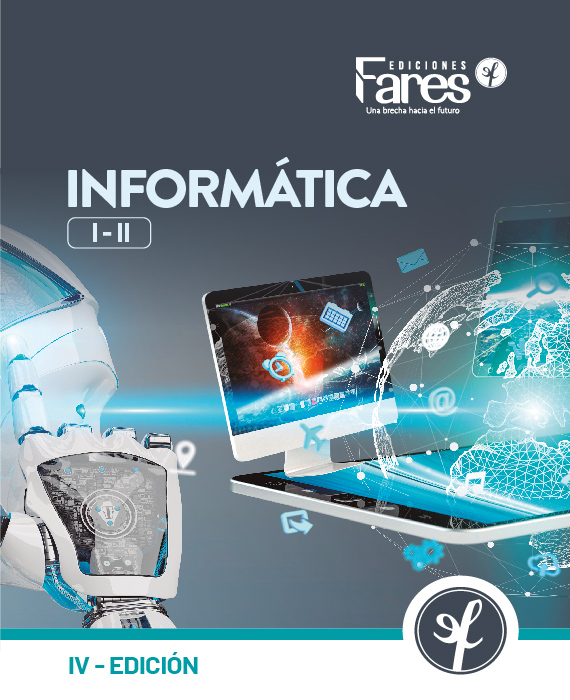 EDICIONES
Fares
Una brecha hacia el futuro
INFORMÁTICA
I - II
@
IV - EDICIÓN